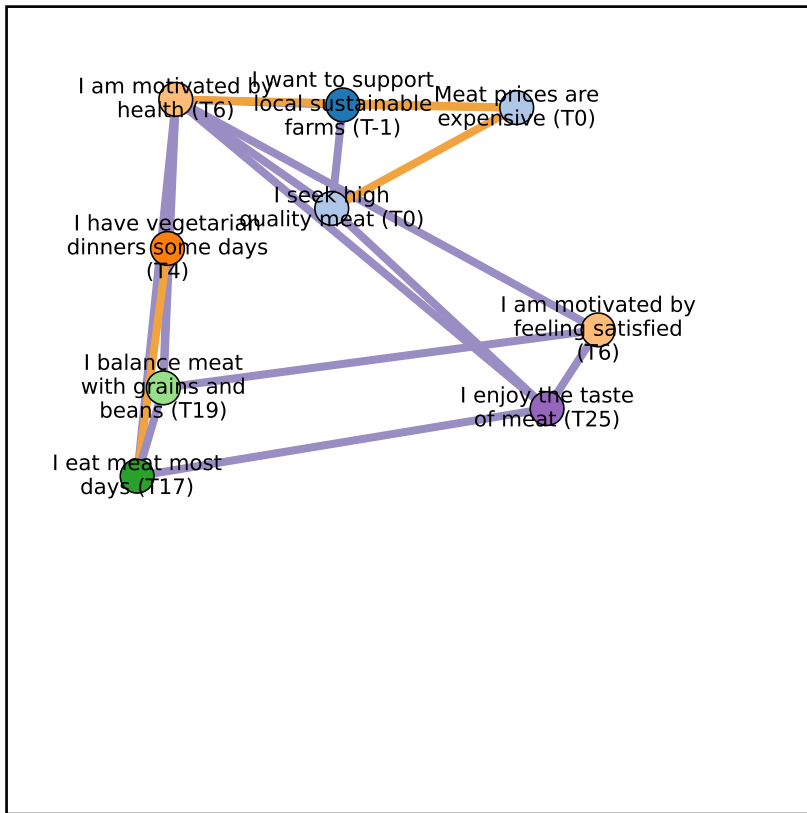 I am motivated by
health (T6)
I want to support
local sustainable
farms (T-1)
Meat prices are
expensive (T0)
I seek high
quality meat (T0)
I have vegetarian
dinners some days
(T4)
I am motivated by
feeling satisfied
(T6)
I balance meat
with grains and
beans (T19)
I enjoy the taste
of meat (T25)
I eat meat most
days (T17)